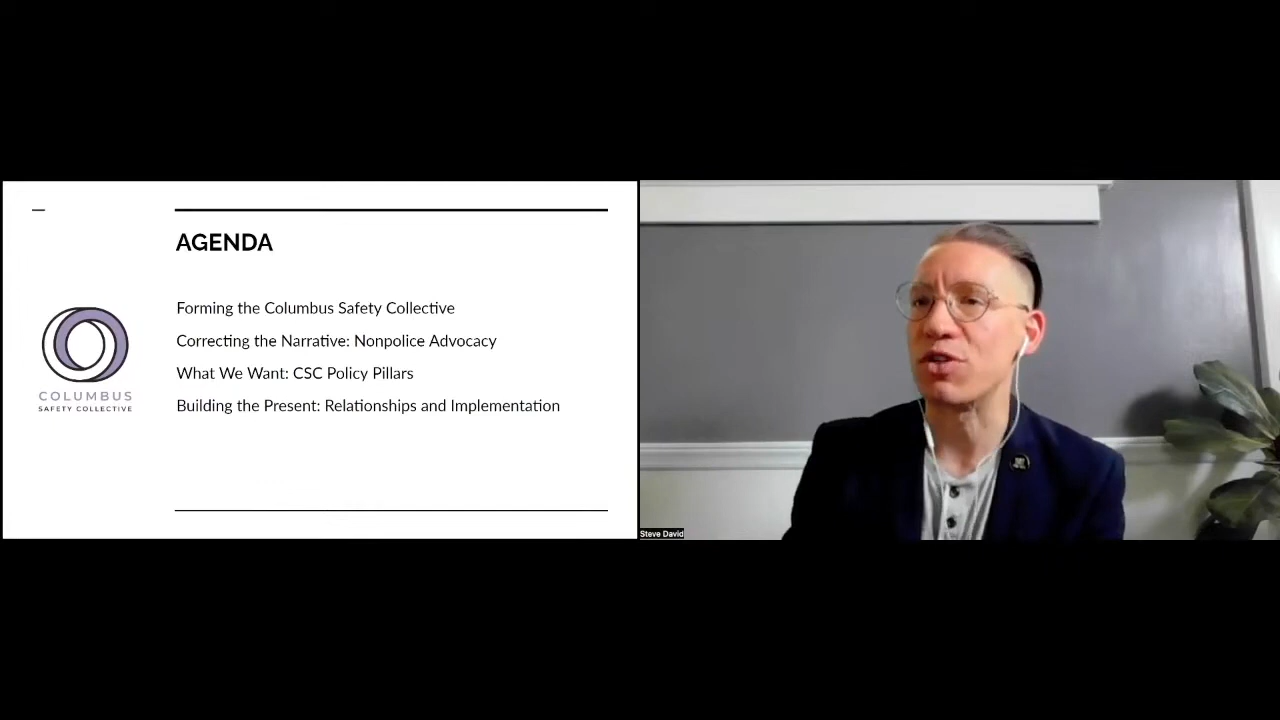 AGENDA
Forming the Columbus Safety Collective
Correcting the Narrative: Nonpolice Advocacy
What We Want: CSC Policy Pillars
Building the Present: Relationships and Implementation
COLUMBUS
SAFETY COLLECTIVE
Steve David